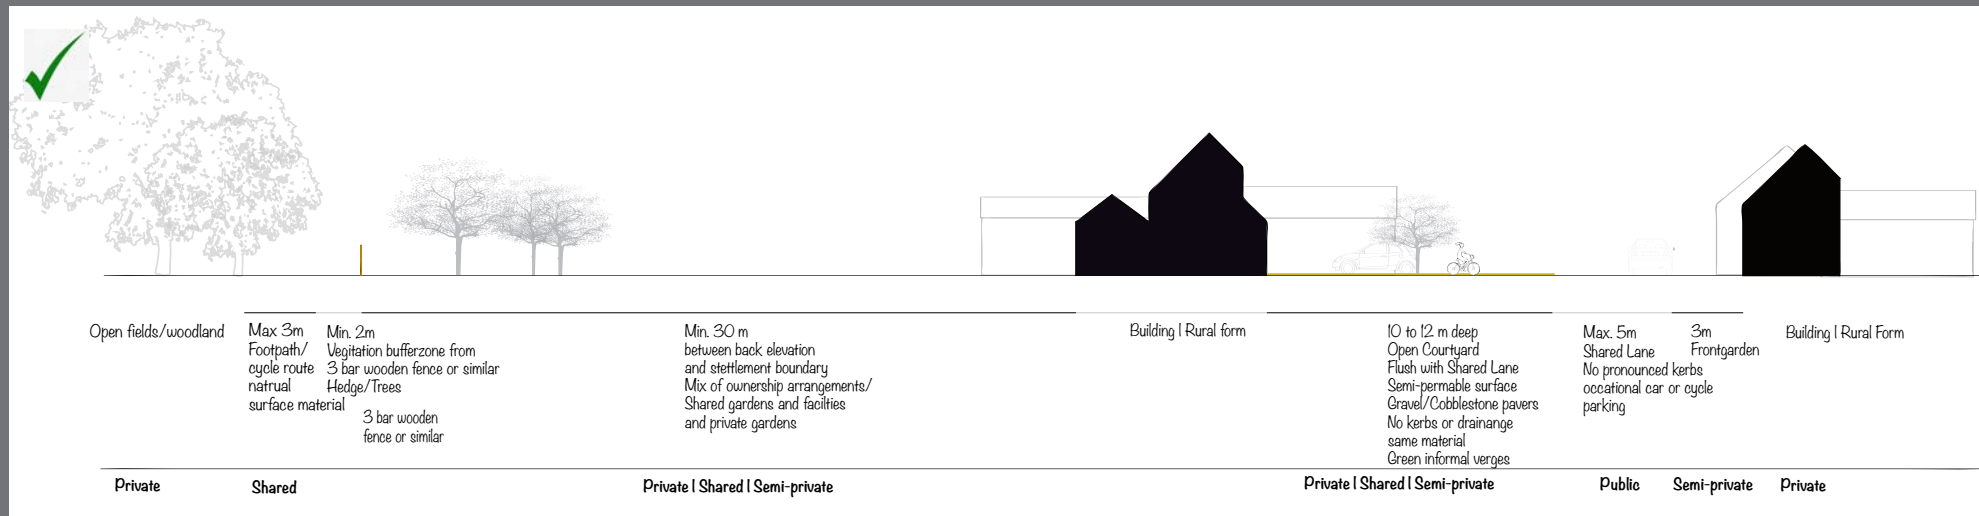 Open fields/woodland
Max 3m
Footpath/
cycle route
natrual
surface material
Min. 2m
Vegitation bufferzone from
3 bar wooden fence or similar
Hedge/Trees
3 bar wooden
fence or similar
Min. 30 m
between back elevation
and stettlement boundary
Mix of ownership arrangements/
Shared gardens and facilties
and private gardens
Building | Rural form
10 to 12 m deep
Open Courtyard
Flush with Shared Lane
Semi-permable surface
Gravel/Cobblestone pavers
No kerbs or drainange
same material
Green informal verges
Max. 5m
Shared Lane
No pronounced kerbs
occational car or cycle
parking
3m
Frontgarden
Building | Rural Form
Private
Shared
Private | Shared | Semi-private
Private | Shared | Semi-private
Public
Semi-private
Private